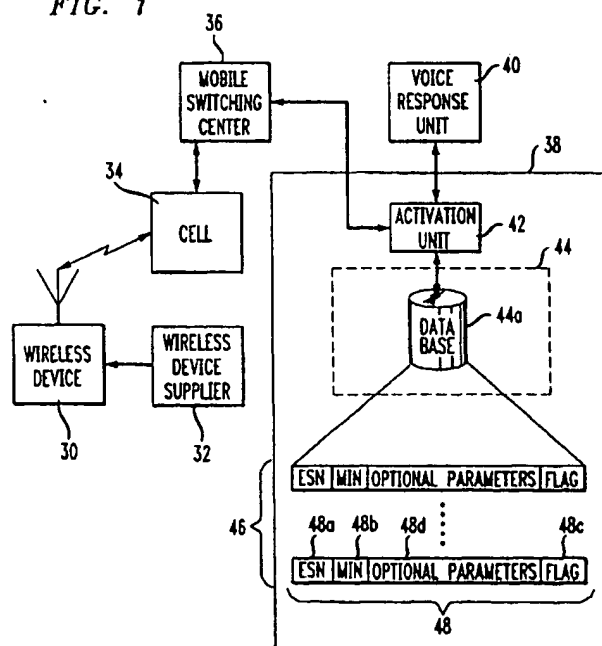 FIG. 1
36
MOBILE
SWITCHING
CENTER
40
VOICE
RESPONSE
UNIT
38
34
CELL
ACTIVATION
UNIT
42
44
DATA
BASE
44a
WIRELESS
DEVICE
30
WIRELESS
DEVICE
SUPPLIER
32
ESN MIN OPTIONAL PARAMETERS FLAG
46
48a 48b 48d 48c
ESN MIN OPTIONAL PARAMETERS FLAG
48